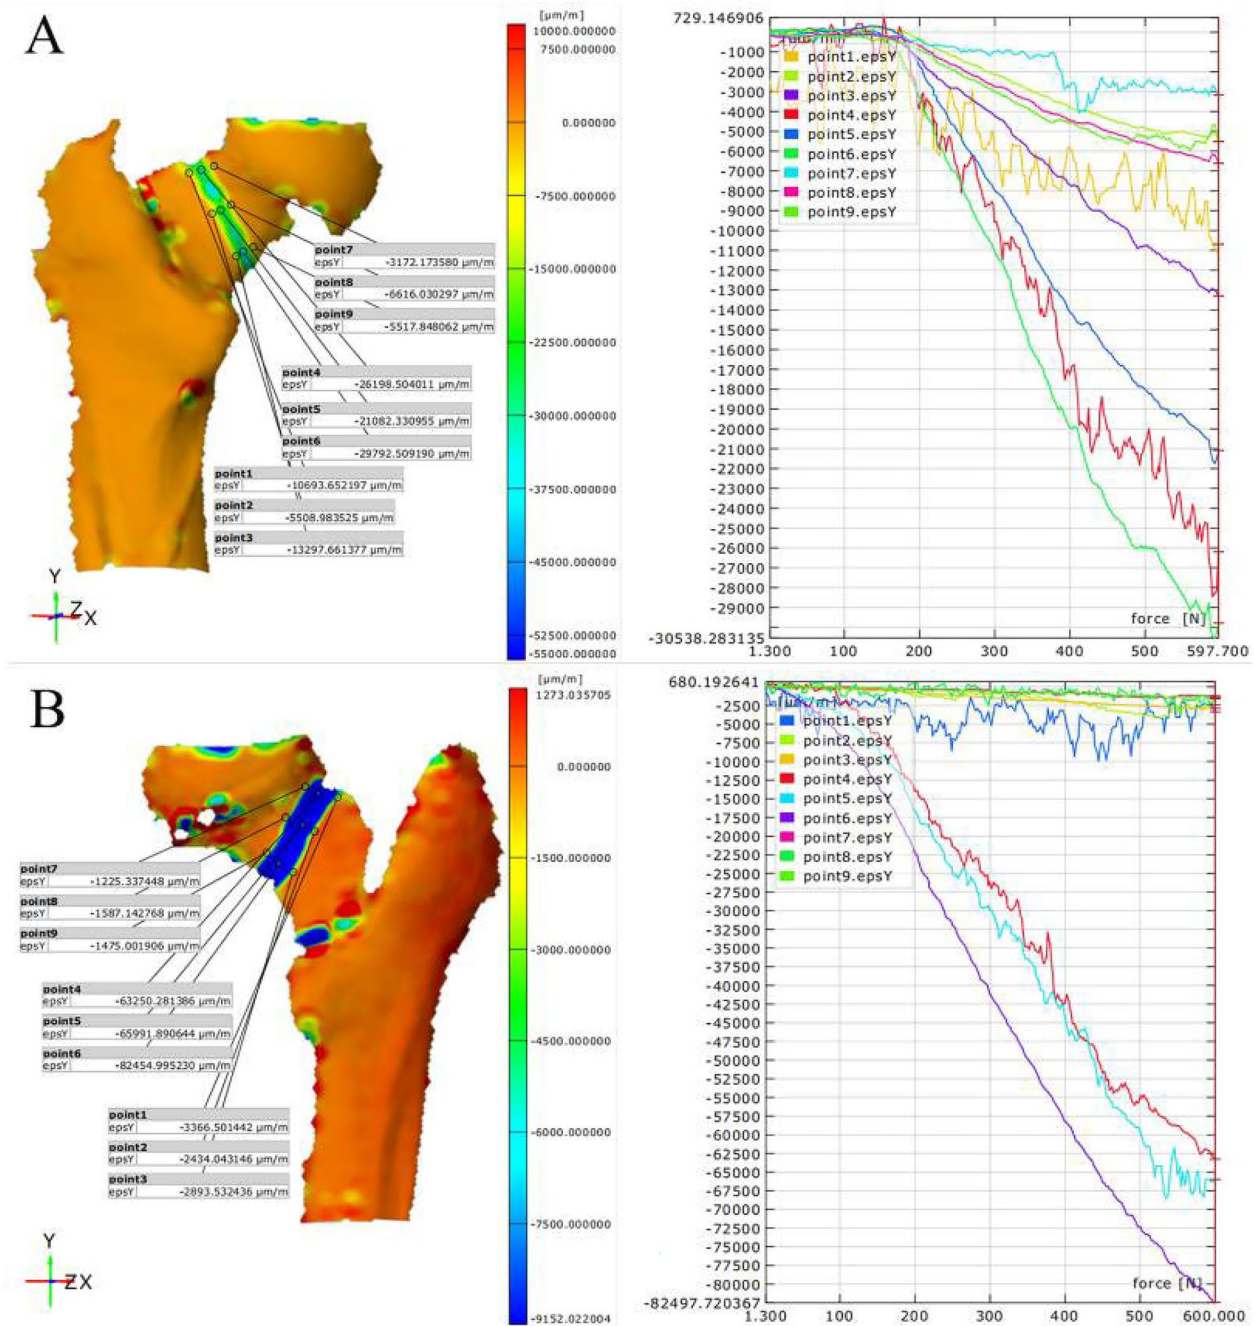 A
[µm/m]
10000.000000
7500.000000
0.000000
-7500.000000
-15000.000000
-22500.000000
-30000.000000
-37500.000000
-45000.000000
-52500.000000
-55000.000000
point7
epsY -3172.173580 µm/m
point8
epsY -6616.030297 µm/m
point9
epsY -5517.848062 µm/m
point4
epsY -26198.504011 µm/m
point5
epsY -21082.330955 µm/m
point6
epsY -29792.509190 µm/m
point1
epsY -10693.652197 µm/m
point2
epsY -5508.983525 µm/m
point3
epsY -13297.661377 µm/m
Y
Z X
729.146906
-1000
-2000
-3000
-4000
-5000
-6000
-7000
-8000
-9000
-10000
-11000
-12000
-13000
-14000
-15000
-16000
-17000
-18000
-19000
-20000
-21000
-22000
-23000
-24000
-25000
-26000
-27000
-28000
-29000
-30538.283135
point1.epsY
point2.epsY
point3.epsY
point4.epsY
point5.epsY
point6.epsY
point7.epsY
point8.epsY
point9.epsY
force [N]
1.300 100 200 300 400 500 597.700
B
[µm/m]
1273.035705
0.000000
-1500.000000
-3000.000000
-4500.000000
-6000.000000
-7500.000000
-9152.022004
point7
epsY -1225.337448 µm/m
point8
epsY -1587.142768 µm/m
point9
epsY -1475.001906 µm/m
point4
epsY -63250.281386 µm/m
point5
epsY -65991.890644 µm/m
point6
epsY -82454.995230 µm/m
point1
epsY -3366.501442 µm/m
point2
epsY -2434.043146 µm/m
point3
epsY -2893.532436 µm/m
Y
Z X
680.192641
-2500
-5000
-7500
-10000
-12500
-15000
-17500
-20000
-22500
-25000
-27500
-30000
-32500
-35000
-37500
-40000
-42500
-45000
-47500
-50000
-52500
-55000
-57500
-60000
-62500
-65000
-67500
-70000
-72500
-75000
-77500
-80000
-82497.720367
point1.epsY
point2.epsY
point3.epsY
point4.epsY
point5.epsY
point6.epsY
point7.epsY
point8.epsY
point9.epsY
force [N]
1.300 100 200 300 400 500 600.000